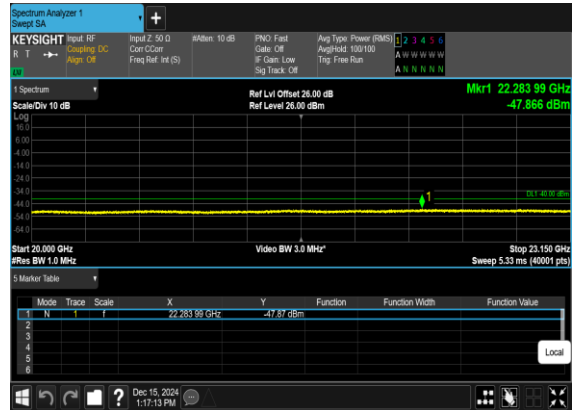 Spectrum Analyzer 1
Swept SA
+
KEYSIGHT Input: RF Input Z: 50 Ω #Atten: 10 dB PNO: Fast Avg Type: Power (RMS) 1 2 3 4 5 6
R T Coupling: DC Corr CCorr Gate: Off Avg|Hold: 100/100 A W W W W W
Align: Off Freq Ref: Int (S) IF Gain: Low Trig: Free Run A N N N N N
Sig Track: Off
1 Spectrum Ref Lvl Offset 26.00 dB Mkr1 22.283 99 GHz
Scale/Div 10 dB Ref Level 26.00 dBm -47.866 dBm
Log
16.0
6.00
-4.00
-14.0
-24.0
-34.0
DL1 -40.00 dBm
1
-44.0
-54.0
-64.0
Start 20.000 GHz Video BW 3.0 MHz* Stop 23.150 GHz
#Res BW 1.0 MHz Sweep 5.33 ms (40001 pts)
5 Marker Table
Mode Trace Scale X Y Function Function Width Function Value
1 N 1 f 22.283 99 GHz -47.87 dBm
2
3
4
5
6
Local
? Dec 15, 2024
1:17:13 PM